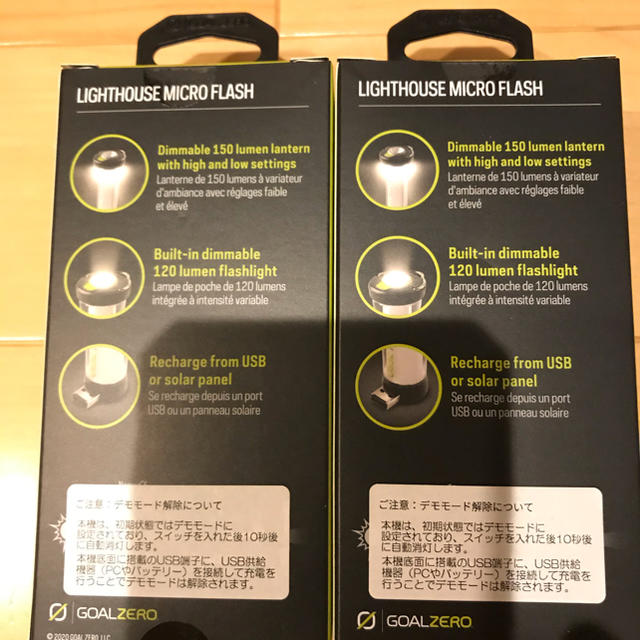 LIGHTHOUSE MICRO FLASH
Dimmable 150 lumen lantern
with high and low settings
Lanterne de 150 lumens à variateur
d'ambiance avec réglages faible
et élevé
Built-in dimmable
120 lumen flashlight
Lampe de poche de 120 lumens
intégrée à intensité variable
Recharge from USB
or solar panel
Se recharge depuis un port
USB ou un panneau solaire
ご注意：デモモード解除について
本機は、初期状態ではデモモードに
設定されており、スイッチを入れた後10秒後
に自動消灯します。
本機底面に搭載のUSB端子に、USB供給
機器（PCやバッテリー）を接続して充電を
行うことでデモモードは解除されます。
GOALZERO
© 2020 GOAL ZERO, LLC
LIGHTHOUSE MICRO FLASH
Dimmable 150 lumen lantern
with high and low settings
Lanterne de 150 lumens à variateur
d'ambiance avec réglages faible
et élevé
Built-in dimmable
120 lumen flashlight
Lampe de poche de 120 lumens
intégrée à intensité variable
Recharge from USB
or solar panel
Se recharge depuis un port
USB ou un panneau solaire
ご注意：デモモード解除について
本機は、初期状態ではデモモードに
設定されており、スイッチを入れた後10秒後
に自動消灯します。
本機底面に搭載のUSB端子に、USB供給
機器（PCやバッテリー）を接続して充電を
行うことでデモモードは解除されます。
GOALZERO